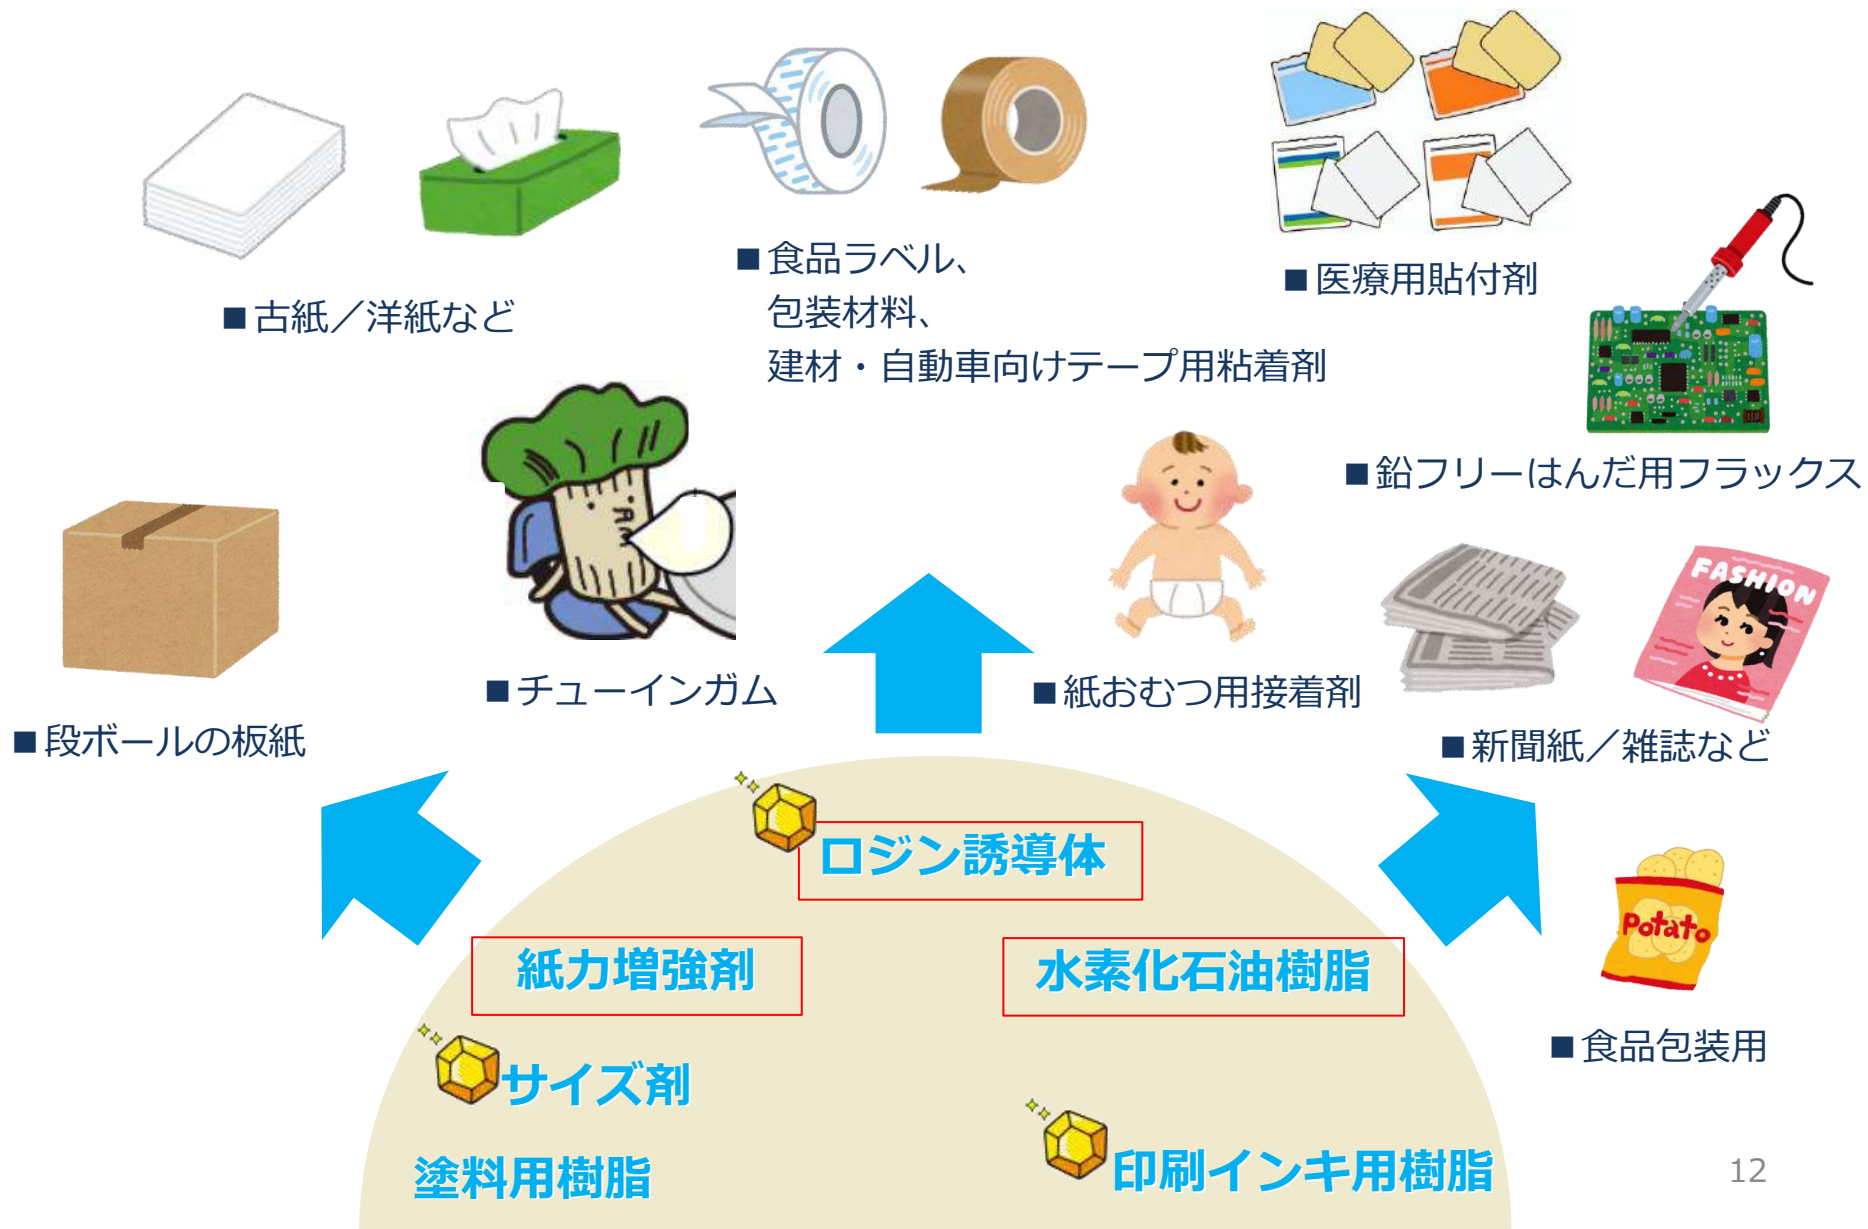 ■食品ラベル、
包装材料、
建材・自動車向けテープ用粘着剤
■医療用貼付剤
■古紙／洋紙など
■鉛フリーはんだ用フラックス
FASHION
■チューインガム
■紙おむつ用接着剤
■段ボールの板紙
■新聞紙／雑誌など
ロジン誘導体
Potato
紙力増強剤
水素化石油樹脂
■食品包装用
サイズ剤
印刷インキ用樹脂
塗料用樹脂
12